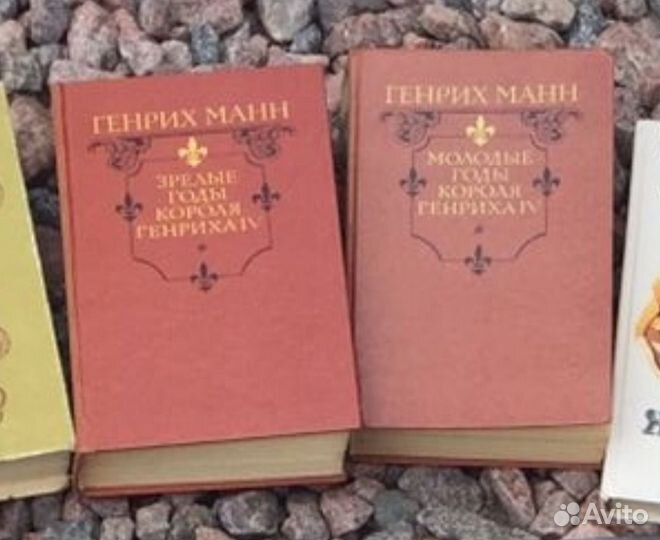 ГЕНРИХ МАНН
ЗРЕЛЫЕ
ГОДЫ
КОРОЛЯ
ГЕНРИХА IV
ГЕНРИХ МАНН
МОЛОДЫЕ
ГОДЫ
КОРОЛЯ
ГЕНРИХА IV
Avito